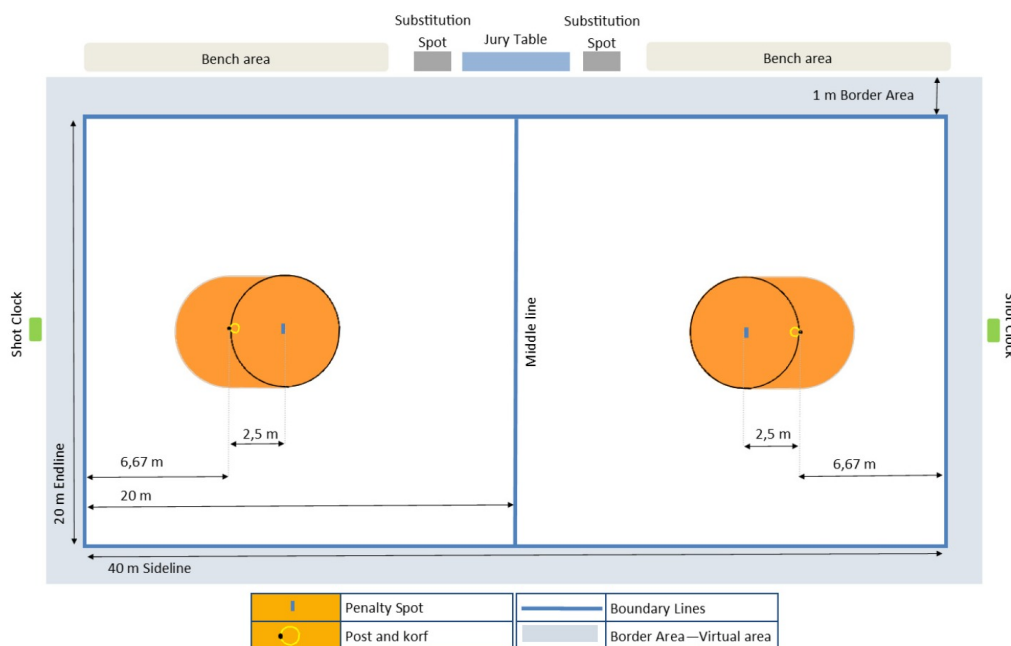 Substitution
Spot
Jury Table
Substitution
Spot
Bench area
Bench area
1 m Border Area
Shot Clock
Middle line
Shot Clock
2,5 m
2,5 m
6,67 m
6,67 m
20 m
20 m Endline
40 m Sideline
Penalty Spot
Boundary Lines
Post and korf
Border Area—Virtual area